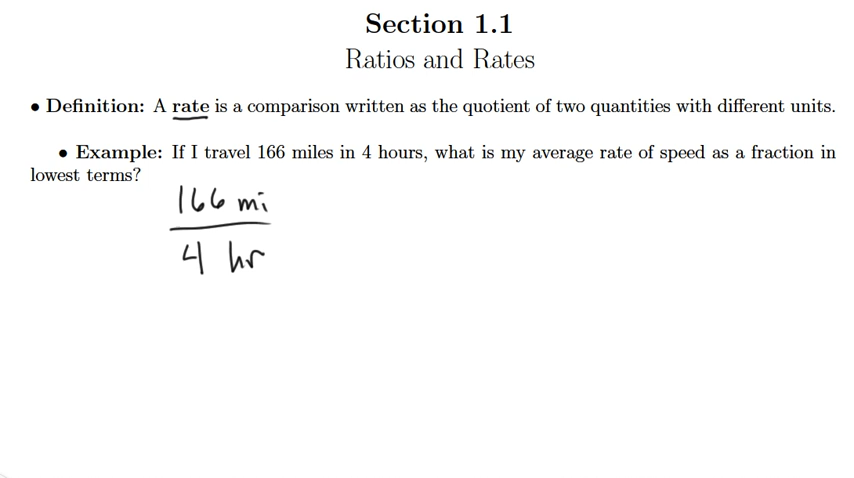 Section 1.1
Ratios and Rates
• Definition: A rate is a comparison written as the quotient of two quantities with different units.
• Example: If I travel 166 miles in 4 hours, what is my average rate of speed as a fraction in
lowest terms?
166 mi
4 hr